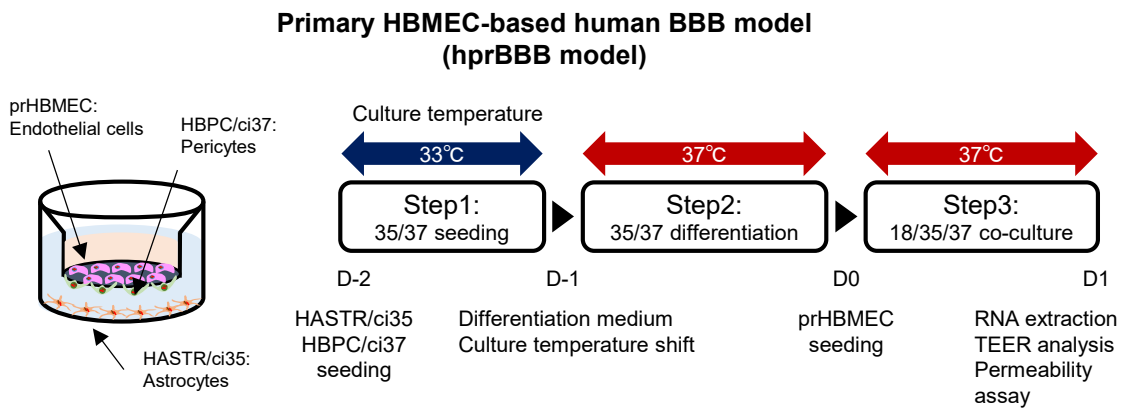 Primary HBMEC-based human BBB model
(hprBBB model)
prHBMEC:
Endothelial cells
HBPC/ci37:
Pericytes
HASTR/ci35:
Astrocytes
Culture temperature
33℃
37℃
37℃
Step1:
35/37 seeding
Step2:
35/37 differentiation
Step3:
18/35/37 co-culture
D-2
D-1
D0
D1
HASTR/ci35
HBPC/ci37
seeding
Differentiation medium
Culture temperature shift
prHBMEC
seeding
RNA extraction
TEER analysis
Permeability
assay